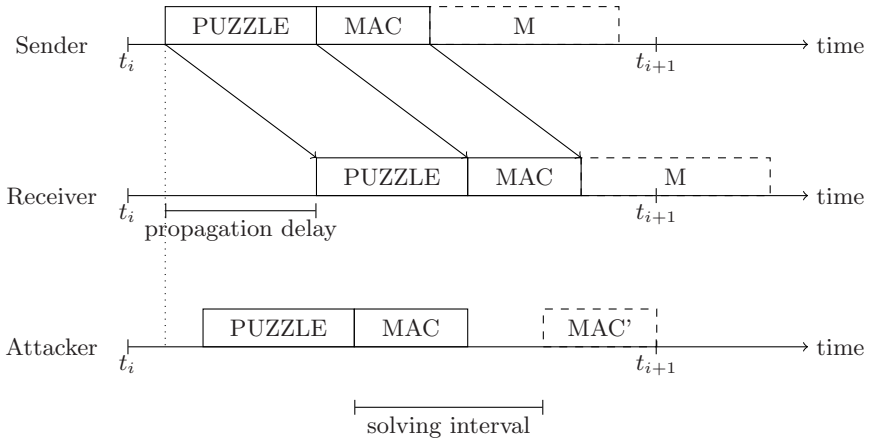 PUZZLE MAC M
Sender time
t_i t_{i+1}
PUZZLE MAC M
Receiver time
t_i t_{i+1}
propagation delay
PUZZLE MAC MAC'
Attacker time
t_i t_{i+1}
solving interval